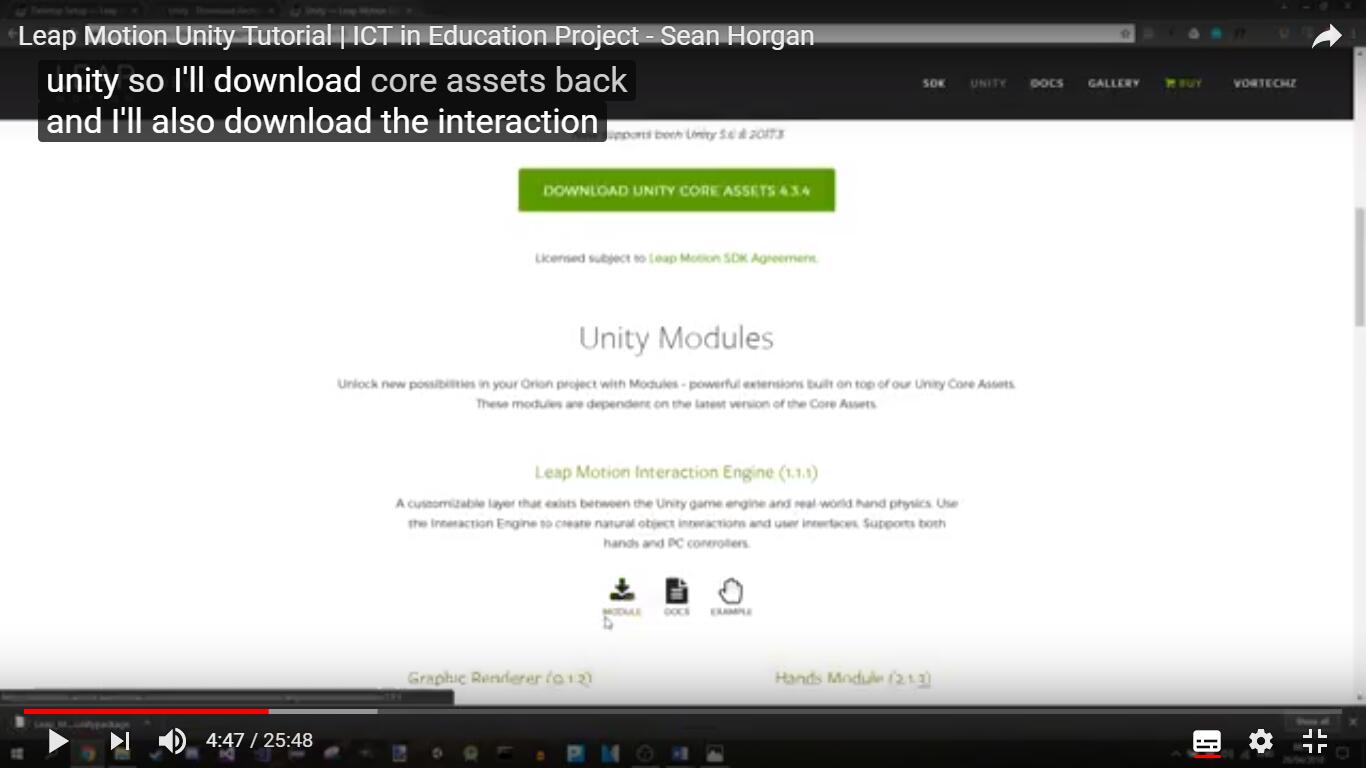 Leap Motion Unity Tutorial | ICT in Education Project - Sean Horgan
unity so I'll download core assets back
and I'll also download the interaction
SDK UNITY DOCS GALLERY BUY VORTECHZ
supports both Unity 5.6 & 2017.3
DOWNLOAD UNITY CORE ASSETS 4.3.4
Licensed subject to Leap Motion SDK Agreement.
Unity Modules
Unlock new possibilities in your Orion project with Modules - powerful extensions built on top of our Unity Core Assets.
These modules are dependent on the latest version of the Core Assets.
Leap Motion Interaction Engine (1.1.1)
A customizable layer that exists between the Unity game engine and real-world hand physics. Use
the Interaction Engine to create natural object interactions and user interfaces. Supports both
hands and PC controllers.
MODULE DOCS EXAMPLE
Graphic Renderer (0.1.2) Hands Module (2.1.3)
Show all
4:47 / 25:48